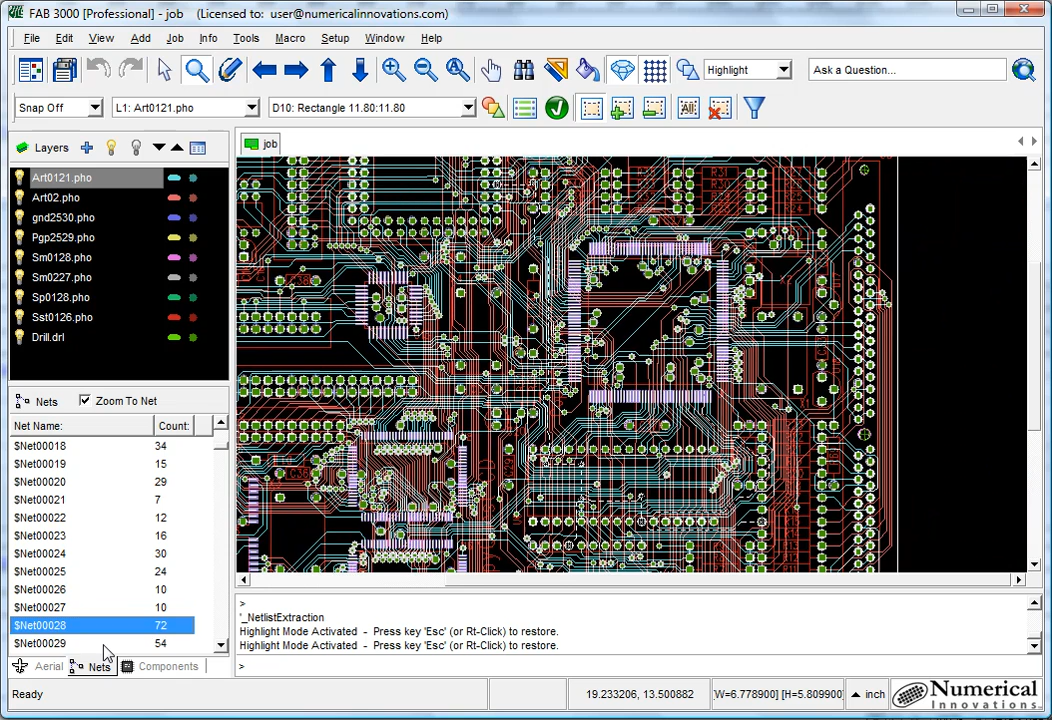 FAB 3000 [Professional] - job (Licensed to: user@numericalinnovations.com)
File Edit View Add Job Info Tools Macro Setup Window Help
Highlight
Ask a Question...
Snap Off
L1: Art0121.pho
D10: Rectangle 11.80:11.80
All
Layers
job
Art0121.pho
Art02.pho
gnd2530.pho
Pgp2529.pho
Sm0128.pho
Sm0227.pho
Sp0128.pho
Sst0126.pho
Drill.drl
Nets
Zoom To Net
Net Name: Count:
$Net00018 34
$Net00019 15
$Net00020 29
$Net00021 7
$Net00022 12
$Net00023 16
$Net00024 30
$Net00025 24
$Net00026 10
$Net00027 10
$Net00028 72
$Net00029 54
Aerial Nets Components
R31
>
'_NetlistExtraction
Highlight Mode Activated - Press key 'Esc' (or Rt-Click) to restore.
Highlight Mode Activated - Press key 'Esc' (or Rt-Click) to restore.
>
Ready
19.233206, 13.500882
[W=6.778900] [H=5.809900]
inch
Numerical
Innovations